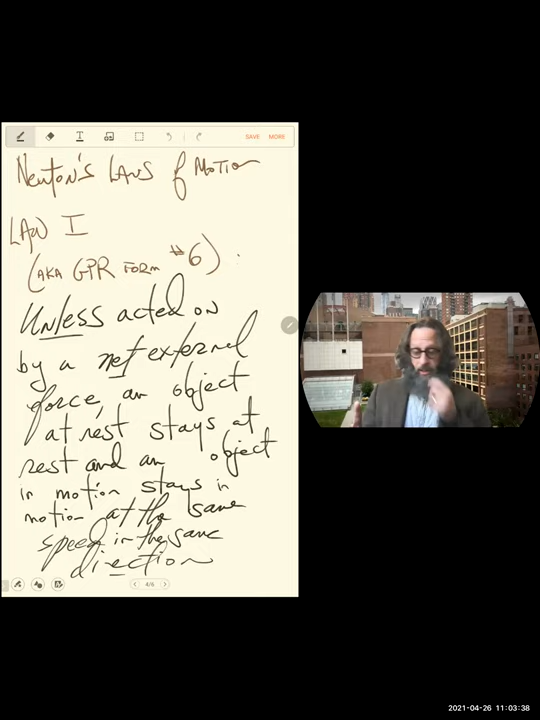 SAVE MORE
Newton's Laws of Motion
LAW I
(AKA GPR FORM #6).
Unless acted on
by a net external
force, an object
at rest stays at
rest and an object
in motion stays in
motion at the same
speed in the same
direction
4/6
2021-04-26 11:03:38